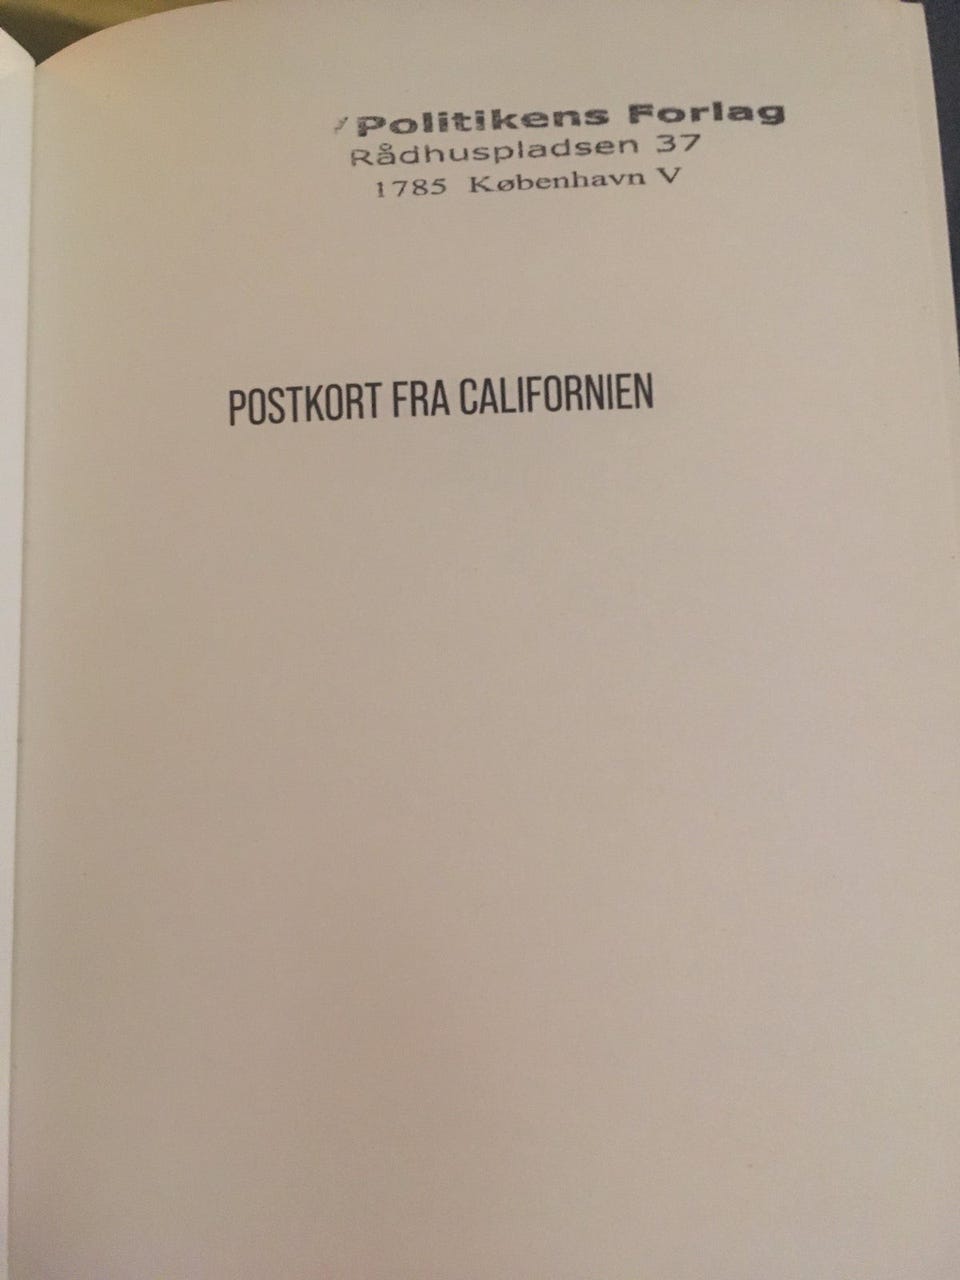 Politikens Forlag
Rådhuspladsen 37
1785 København V
POSTKORT FRA CALIFORNIEN